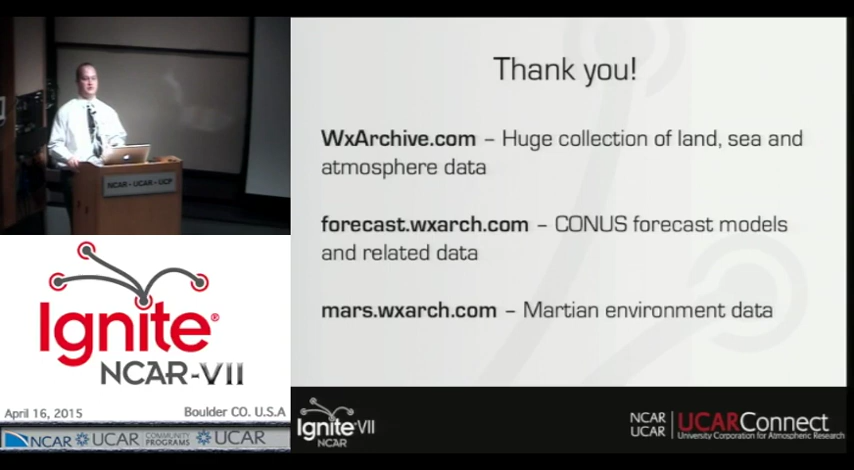 NCAR - UCAR - UCP
Ignite®
NCAR-VII
April 16, 2015
Boulder CO. U.S.A
NCAR
UCAR
COMMUNITY
PROGRAMS
UCAR
Thank you!
WxArchive.com – Huge collection of land, sea and
atmosphere data
forecast.wxarch.com – CONUS forecast models
and related data
mars.wxarch.com – Martian environment data
Ignite VII
NCAR
NCAR
UCAR
UCARConnect
University Corporation for Atmospheric Research